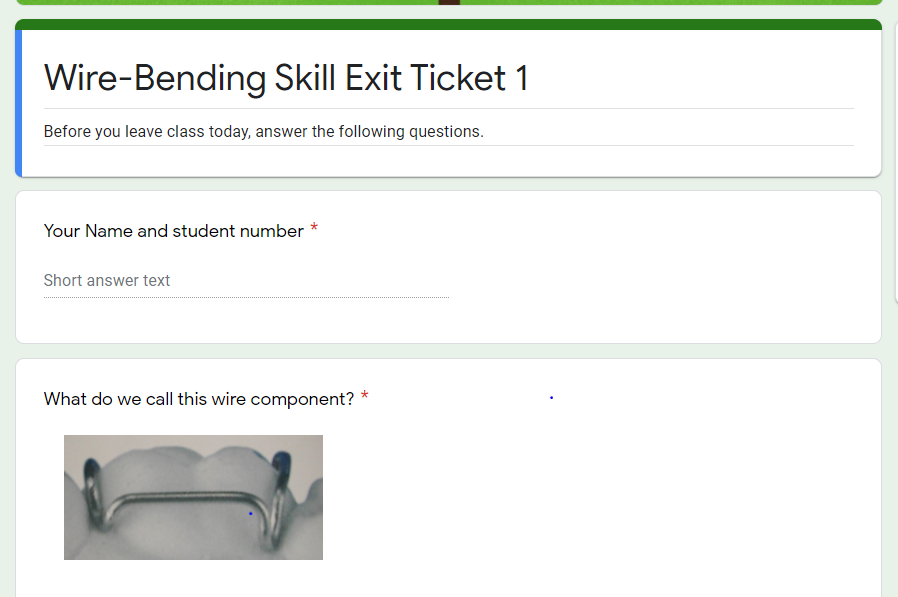 Wire-Bending Skill Exit Ticket 1
Before you leave class today, answer the following questions.
Your Name and student number *
Short answer text
What do we call this wire component? *